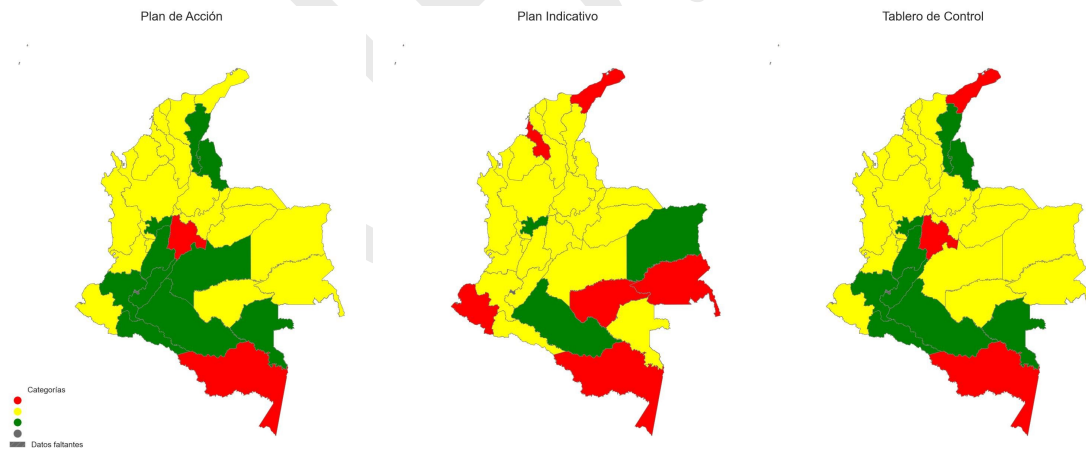 Plan de Acción
Plan Indicativo
Tablero de Control
Categorías
Datos faltantes